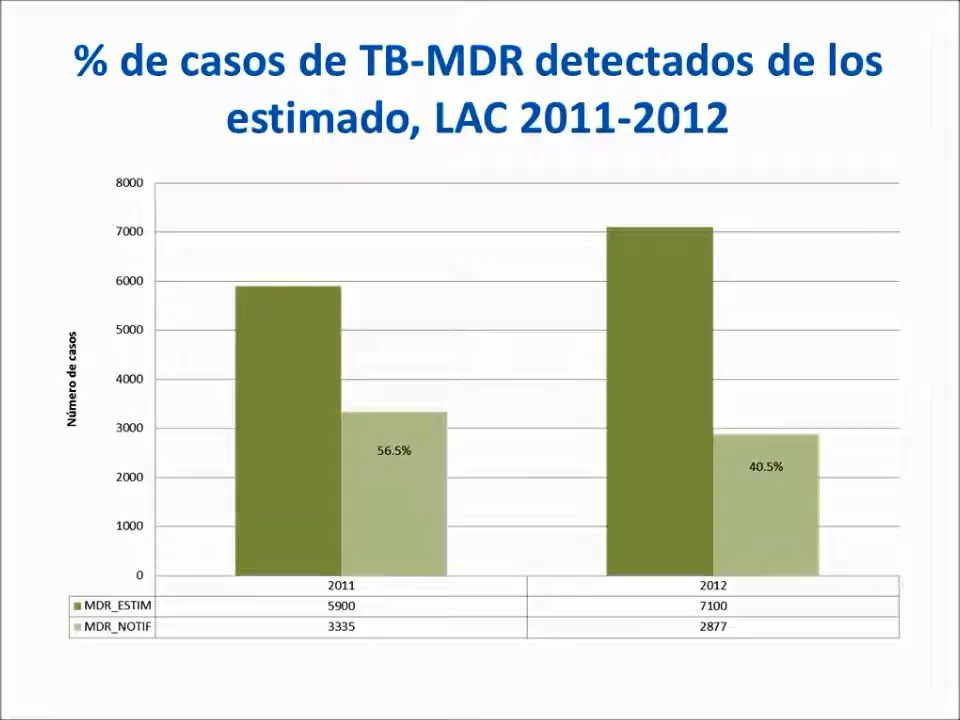 % de casos de TB-MDR detectados de los
estimado, LAC 2011-2012
8000
7000
6000
5000
4000
3000
2000
1000
0
Número de casos
56.5%
40.5%
2011 2012
MDR_ESTIM 5900 7100
MDR_NOTIF 3335 2877